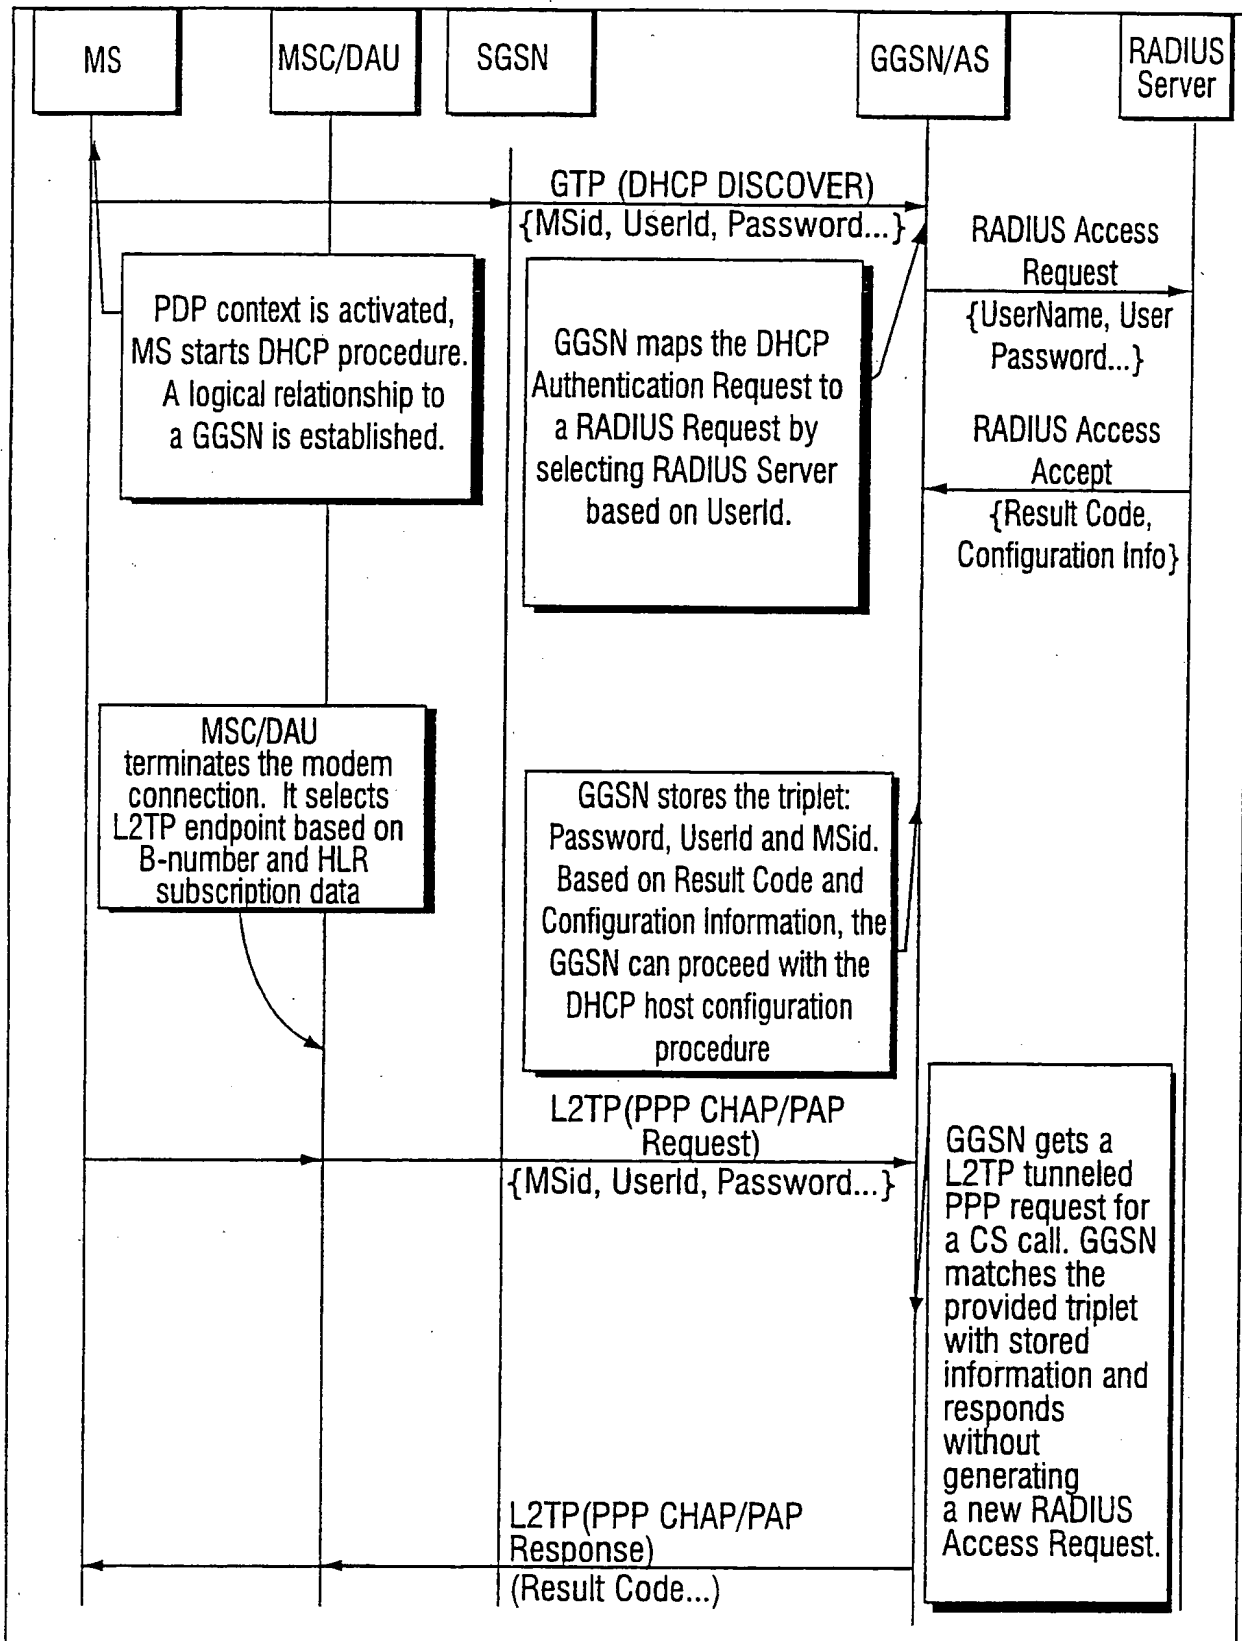 MS
MSC/DAU
SGSN
GGSN/AS
RADIUS
Server
GTP (DHCP DISCOVER)
{MSid, UserId, Password...}
RADIUS Access
Request
{UserName, User
Password...}
PDP context is activated,
MS starts DHCP procedure.
A logical relationship to
a GGSN is established.
GGSN maps the DHCP
Authentication Request to
a RADIUS Request by
selecting RADIUS Server
based on UserId.
RADIUS Access
Accept
{Result Code,
Configuration Info}
MSC/DAU
terminates the modem
connection. It selects
L2TP endpoint based on
B-number and HLR
subscription data
GGSN stores the triplet:
Password, UserId and MSid.
Based on Result Code and
Configuration Information, the
GGSN can proceed with the
DHCP host configuration
procedure
L2TP(PPP CHAP/PAP
Request)
{MSid, UserId, Password...}
GGSN gets a
L2TP tunneled
PPP request for
a CS call. GGSN
matches the
provided triplet
with stored
information and
responds
without
generating
a new RADIUS
Access Request.
L2TP(PPP CHAP/PAP
Response)
(Result Code...)